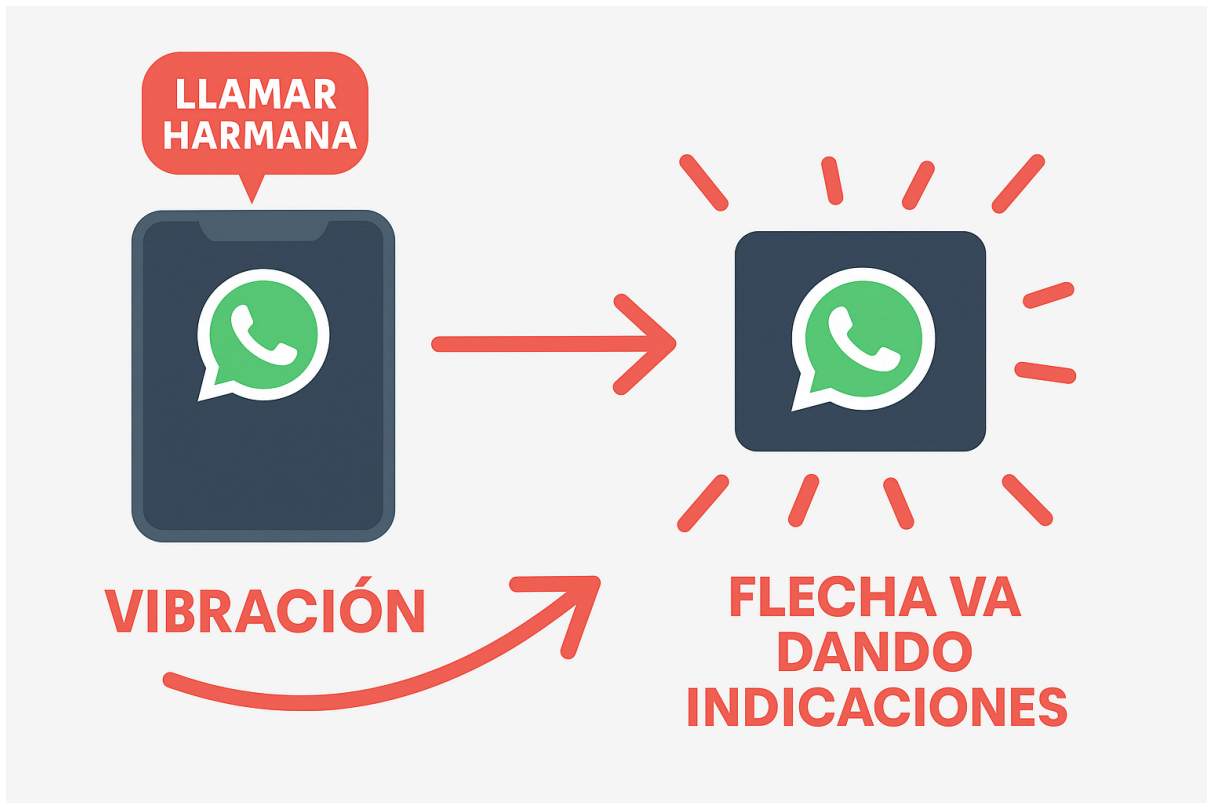 LLAMAR
HARMANA
VIBRACIÓN
FLECHA VA
DANDO
INDICACIONES